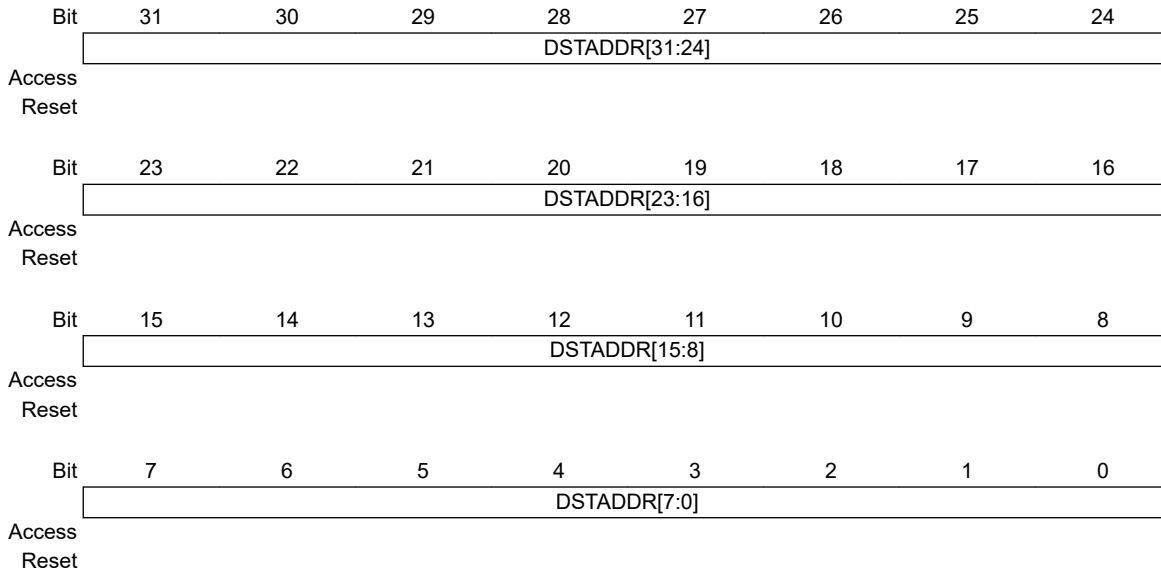 Bit 31 30 29 28 27 26 25 24
DSTADDR[31:24]
Access
Reset
Bit 23 22 21 20 19 18 17 16
DSTADDR[23:16]
Access
Reset
Bit 15 14 13 12 11 10 9 8
DSTADDR[15:8]
Access
Reset
Bit 7 6 5 4 3 2 1 0
DSTADDR[7:0]
Access
Reset